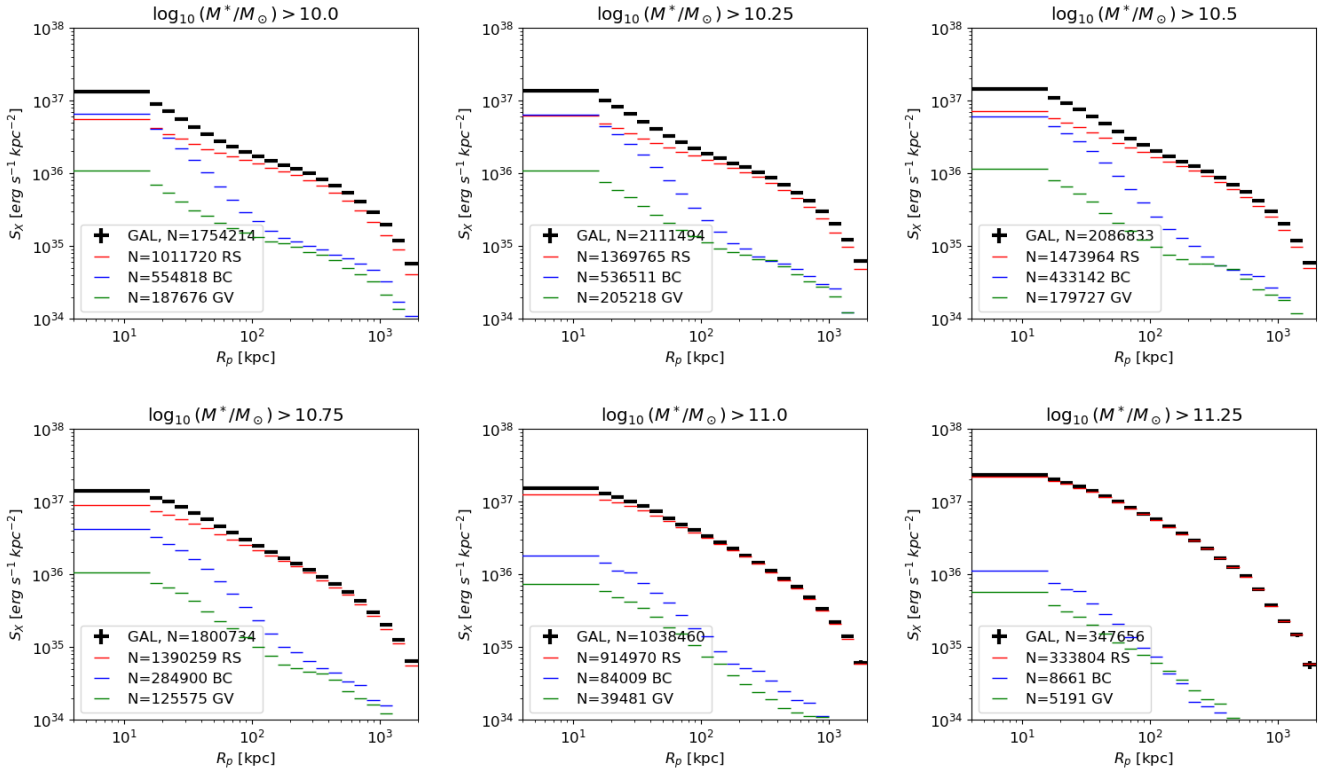 log₁₀(M*/M⊙) > 10.0
10³⁸
10³⁷
10³⁶
10³⁵
10³⁴
S_X [erg s⁻¹ kpc⁻²]
GAL, N=1754214
N=1011720 RS
N=554818 BC
N=187676 GV
10¹ 10² 10³
R_p [kpc]
log₁₀(M*/M⊙) > 10.25
10³⁸
10³⁷
10³⁶
10³⁵
10³⁴
S_X [erg s⁻¹ kpc⁻²]
GAL, N=2111494
N=1369765 RS
N=536511 BC
N=205218 GV
10¹ 10² 10³
R_p [kpc]
log₁₀(M*/M⊙) > 10.5
10³⁸
10³⁷
10³⁶
10³⁵
10³⁴
S_X [erg s⁻¹ kpc⁻²]
GAL, N=2086833
N=1473964 RS
N=433142 BC
N=179727 GV
10¹ 10² 10³
R_p [kpc]
log₁₀(M*/M⊙) > 10.75
10³⁸
10³⁷
10³⁶
10³⁵
10³⁴
S_X [erg s⁻¹ kpc⁻²]
GAL, N=1800734
N=1390259 RS
N=284900 BC
N=125575 GV
10¹ 10² 10³
R_p [kpc]
log₁₀(M*/M⊙) > 11.0
10³⁸
10³⁷
10³⁶
10³⁵
10³⁴
S_X [erg s⁻¹ kpc⁻²]
GAL, N=1038460
N=914970 RS
N=84009 BC
N=39481 GV
10¹ 10² 10³
R_p [kpc]
log₁₀(M*/M⊙) > 11.25
10³⁸
10³⁷
10³⁶
10³⁵
10³⁴
S_X [erg s⁻¹ kpc⁻²]
GAL, N=347656
N=333804 RS
N=8661 BC
N=5191 GV
10¹ 10² 10³
R_p [kpc]